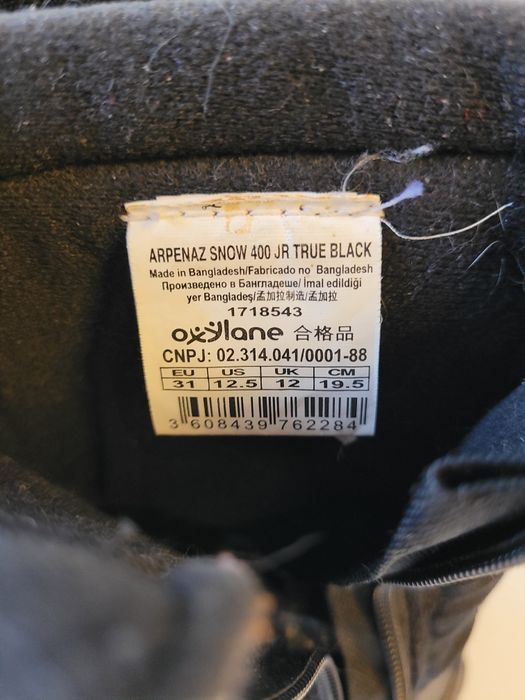 ARPENAZ SNOW 400 JR TRUE BLACK
Made in Bangladesh/Fabricado no Bangladesh
Произведено в Бангладеше/ İmal edildiği
yer Bangladeş/孟加拉制造/孟加拉
1718543
oxylane 合格品
CNPJ: 02.314.041/0001-88
EU US UK CM
31 12.5 12 19.5
3 608439 762284